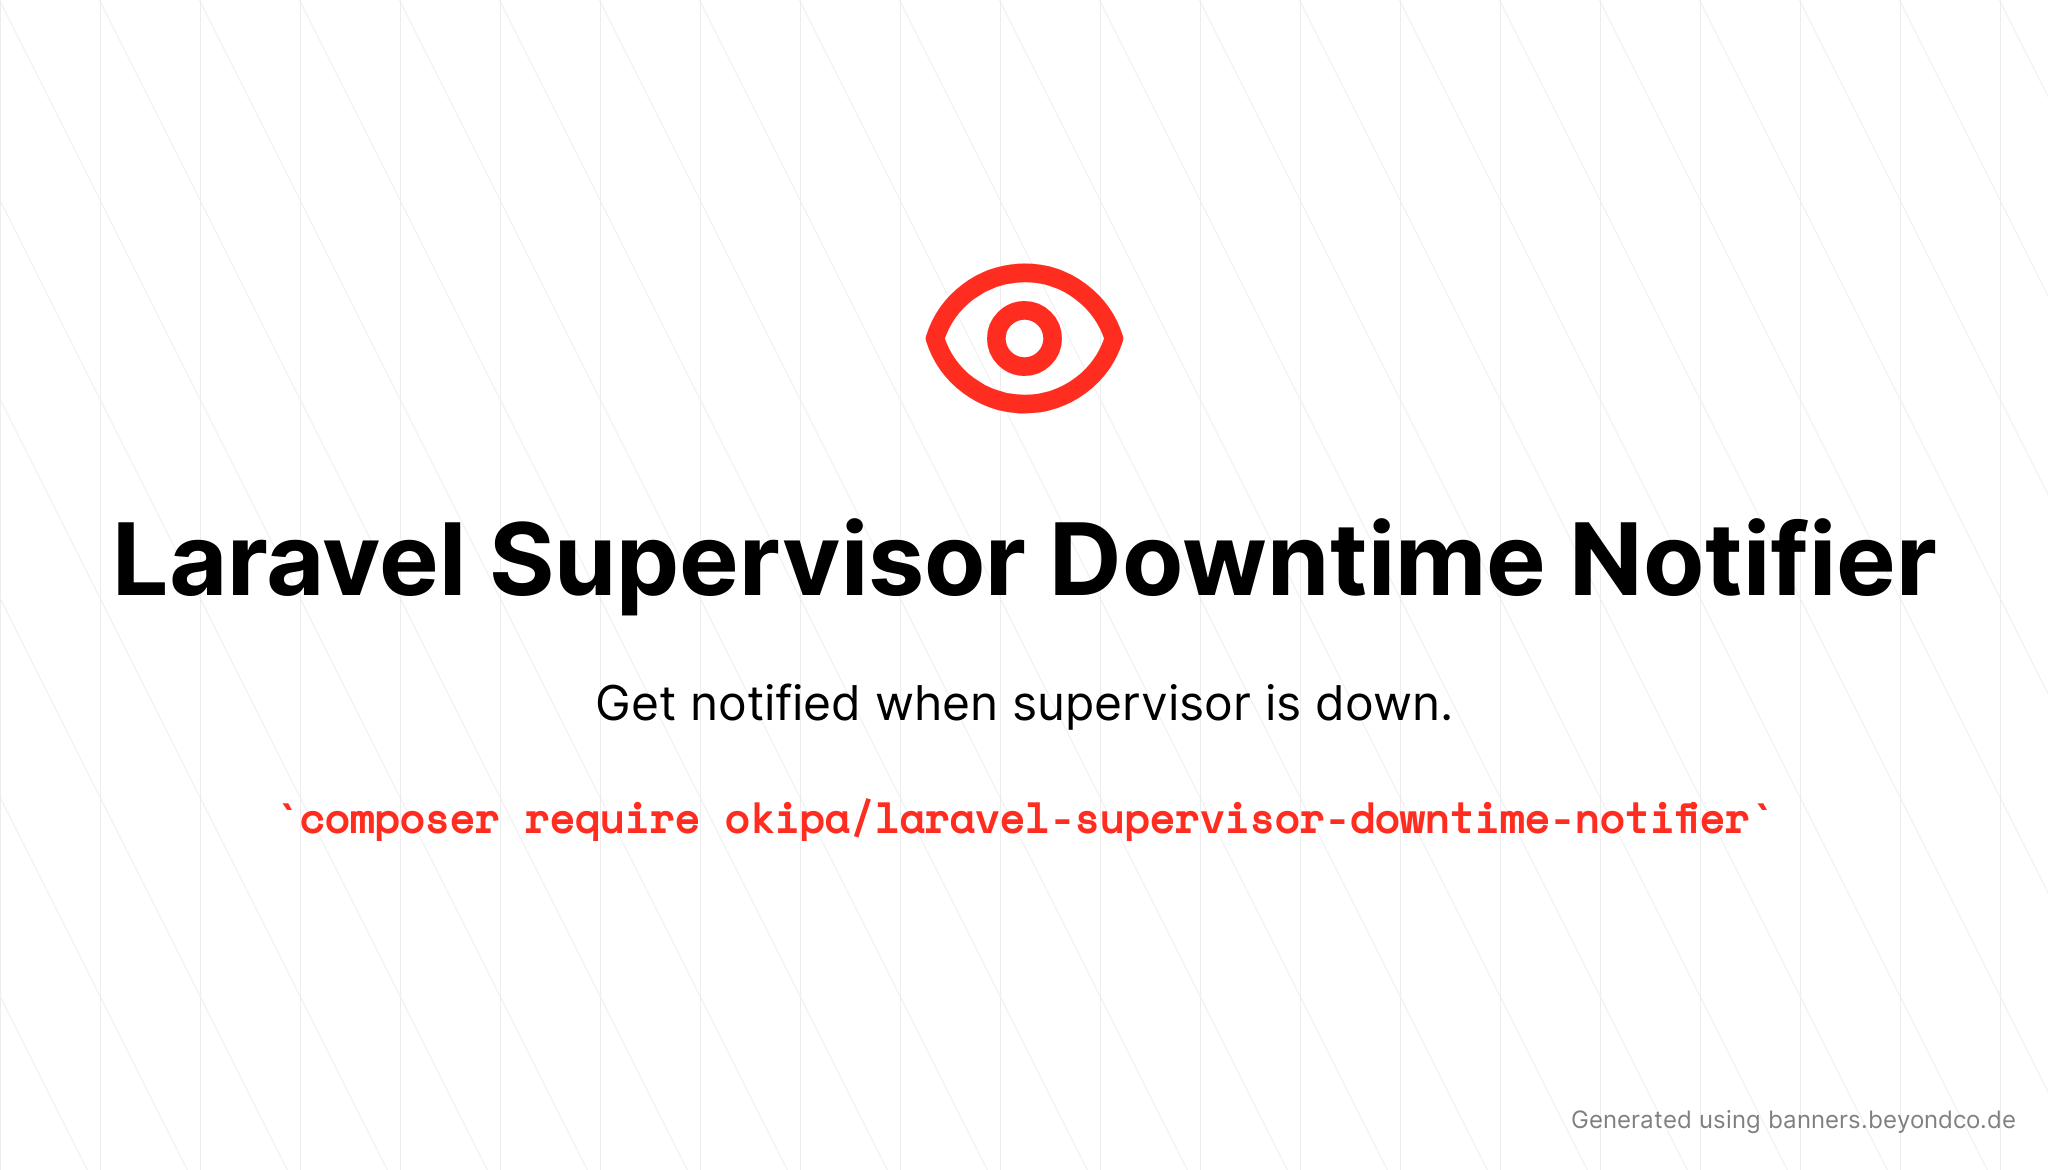 Laravel Supervisor Downtime Notifier
Get notified when supervisor is down.
`composer require okipa/laravel-supervisor-downtime-notifier`
Generated using banners.beyondco.de